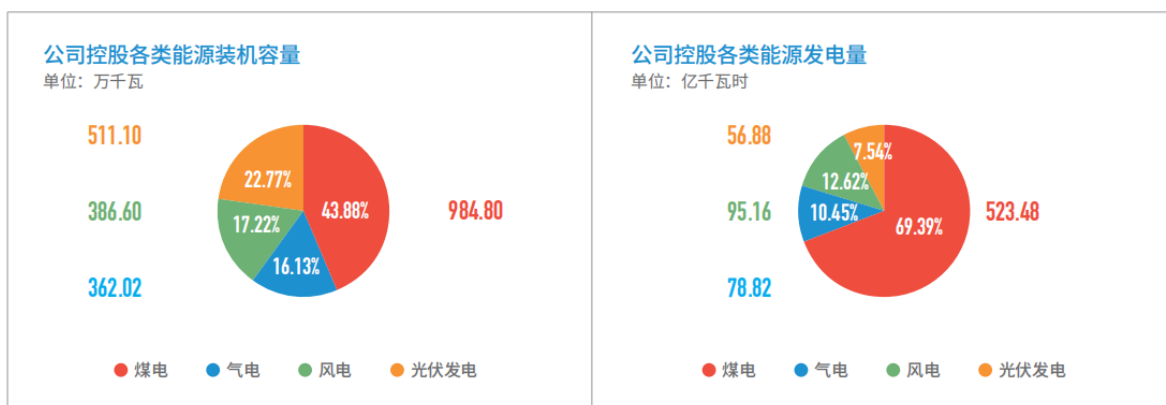 公司控股各类能源装机容量
单位：万千瓦
511.10
386.60
362.02
22.77%
43.88%
17.22%
16.13%
984.80
煤电 气电 风电 光伏发电
公司控股各类能源发电量
单位：亿千瓦时
56.88
95.16
78.82
7.54%
12.62%
10.45%
69.39%
523.48
煤电 气电 风电 光伏发电